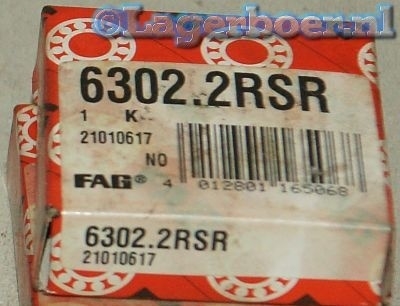 ©Lagerboer.nl
6302.2RSR
1 K
21010617
NO
FAG® 4 012801 165068
6302.2RSR
21010617